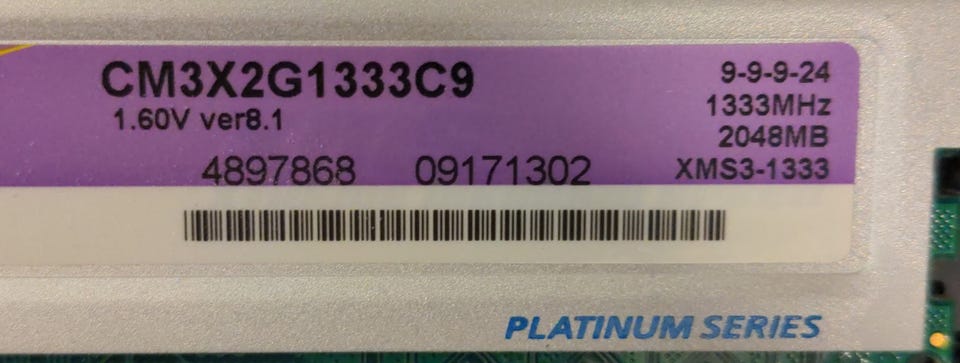 CM3X2G1333C9
1.60V ver8.1
4897868 09171302
9-9-9-24
1333MHz
2048MB
XMS3-1333
PLATINUM SERIES